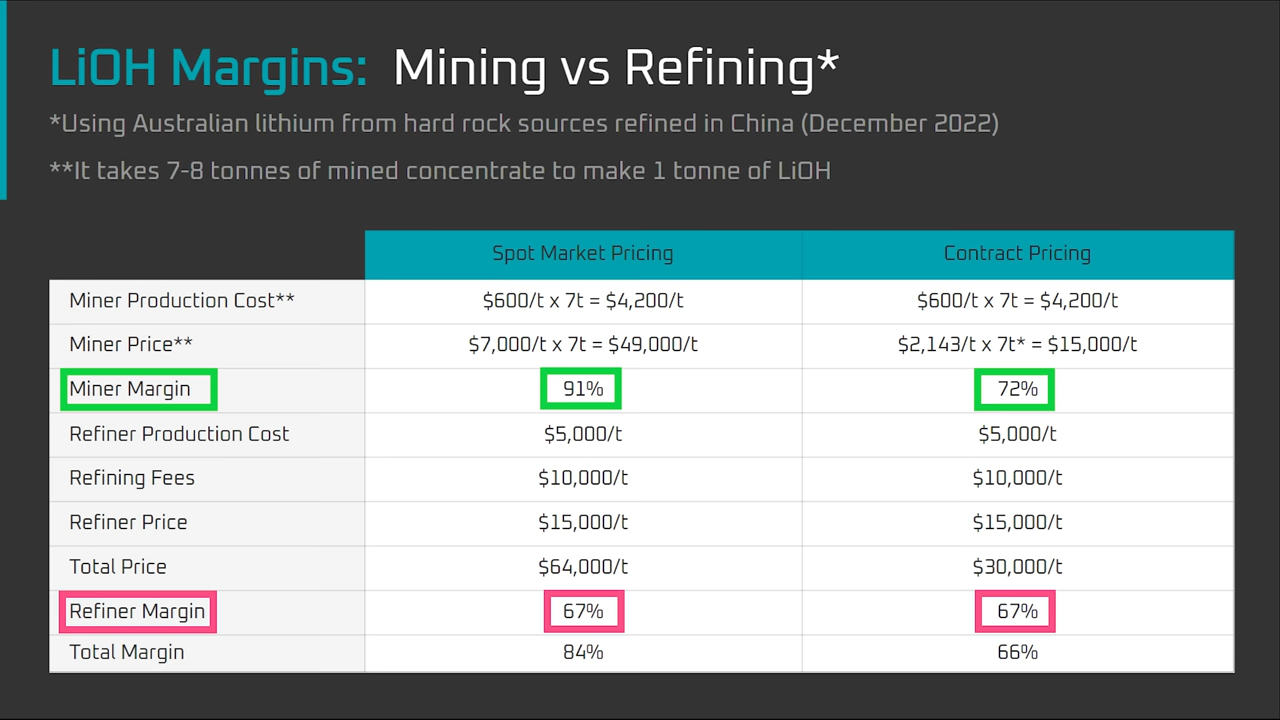 LiOH Margins: Mining vs Refining*
*Using Australian lithium from hard rock sources refined in China (December 2022)
**It takes 7-8 tonnes of mined concentrate to make 1 tonne of LiOH
Spot Market Pricing Contract Pricing
Miner Production Cost** $600/t x 7t = $4,200/t $600/t x 7t = $4,200/t
Miner Price** $7,000/t x 7t = $49,000/t $2,143/t x 7t* = $15,000/t
Miner Margin 91% 72%
Refiner Production Cost $5,000/t $5,000/t
Refining Fees $10,000/t $10,000/t
Refiner Price $15,000/t $15,000/t
Total Price $64,000/t $30,000/t
Refiner Margin 67% 67%
Total Margin 84% 66%